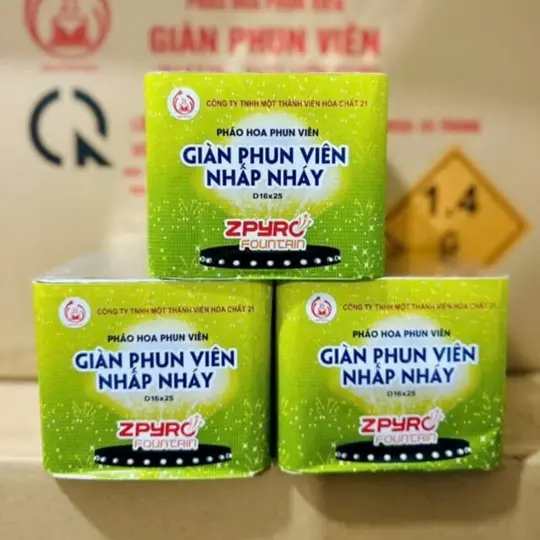 GIÀN PHUN VIÊN
CÔNG TY TNHH MỘT THÀNH VIÊN HÓA CHẤT 21
PHÁO HOA PHUN VIÊN
GIÀN PHUN VIÊN
NHẤP NHÁY
D16x25
ZPYRO
FOUNTAIN
1.4
G
CÔNG TY TNHH MỘT THÀNH VIÊN HÓA CHẤT 21
PHÁO HOA PHUN VIÊN
GIÀN PHUN VIÊN
NHẤP NHÁY
D16x25
ZPYRO
FOUNTAIN
CÔNG TY TNHH MỘT THÀNH VIÊN HÓA CHẤT 21
PHÁO HOA PHUN VIÊN
GIÀN PHUN VIÊN
NHẤP NHÁY
D16x25
ZPYRO
FOUNTAIN